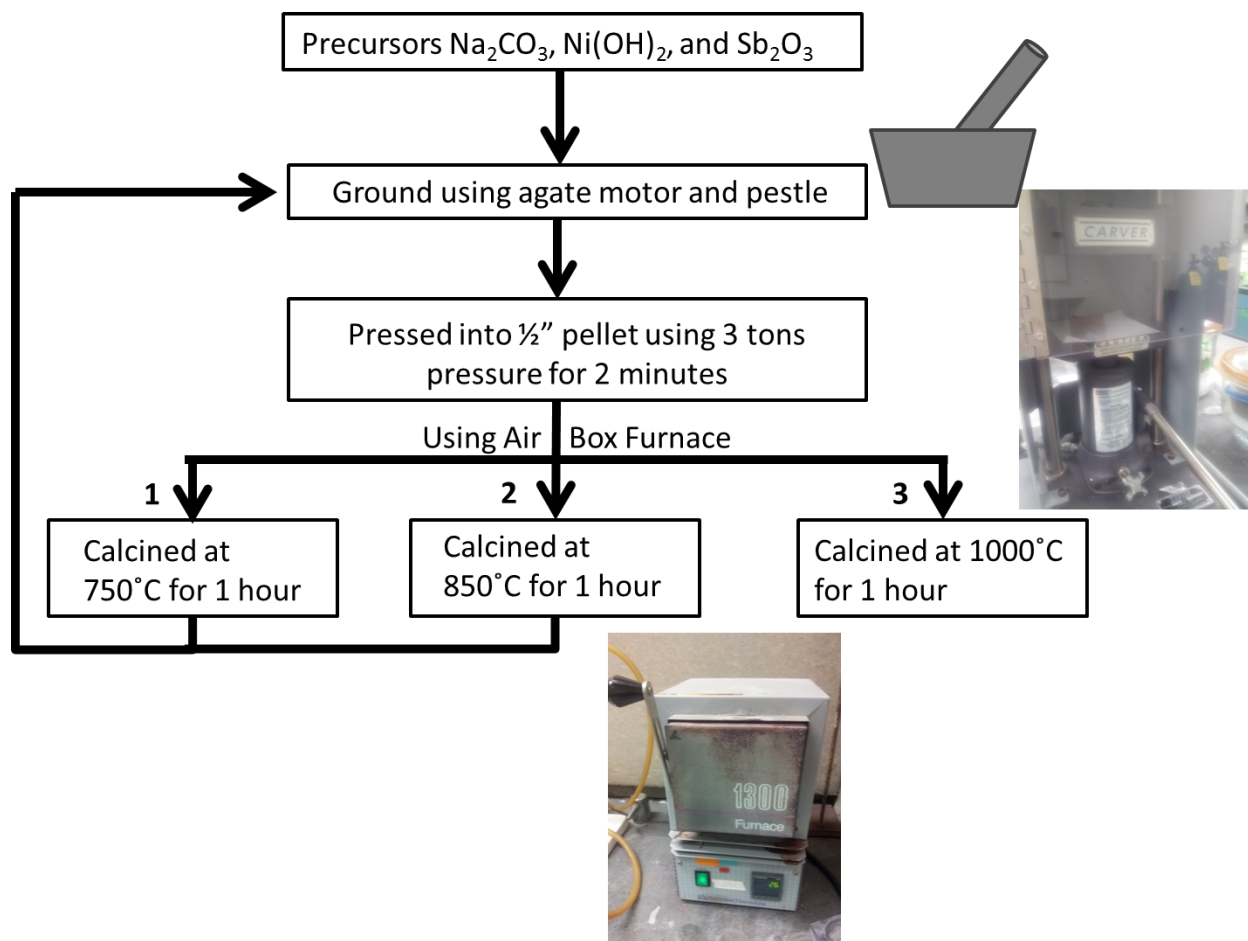 Precursors Na₂CO₃, Ni(OH)₂, and Sb₂O₃
Ground using agate motor and pestle
CARVER
Pressed into ½” pellet using 3 tons
pressure for 2 minutes
Using Air Box Furnace
1
2
3
Calcined at
750˚C for 1 hour
Calcined at
850˚C for 1 hour
Calcined at 1000˚C
for 1 hour
1300
Furnace